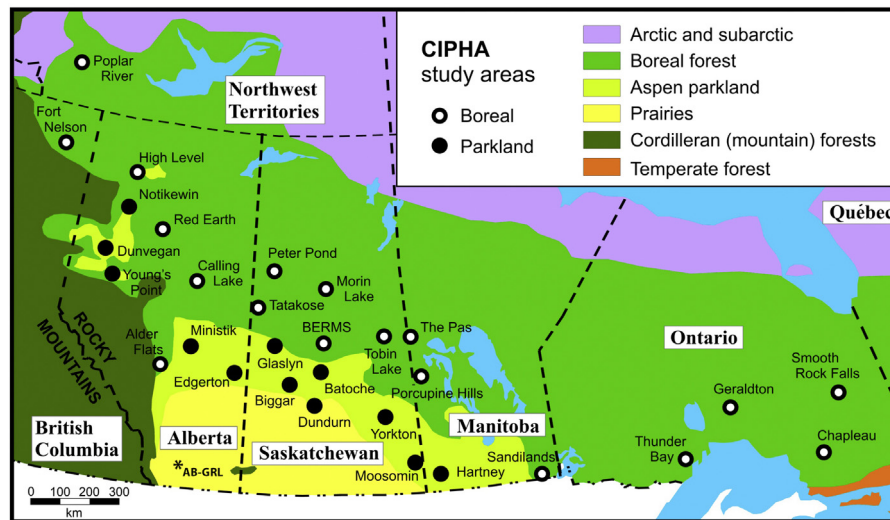 CIPHA
study areas
Boreal
Parkland
Arctic and subarctic
Boreal forest
Aspen parkland
Prairies
Cordilleran (mountain) forests
Temperate forest
Poplar
River
Northwest
Territories
Fort
Nelson
High Level
Notikewin
Red Earth
Québec
Dunvegan
Peter Pond
Young's
Point
Calling
Lake
Morin
Lake
Tatakose
ROCKY
MOUNTAINS
Alder
Flats
Ministik
BERMS
The Pas
Ontario
Glaslyn
Tobin
Lake
Smooth
Rock Falls
Edgerton
Batoche
Porcupine Hills
Geraldton
Biggar
Dundurn
British
Columbia
Alberta
Yorkton
Manitoba
Saskatchewan
Sandilands
Thunder
Bay
Chapleau
*AB-GRL
Moosomin
Hartney
0 100 200 300
km